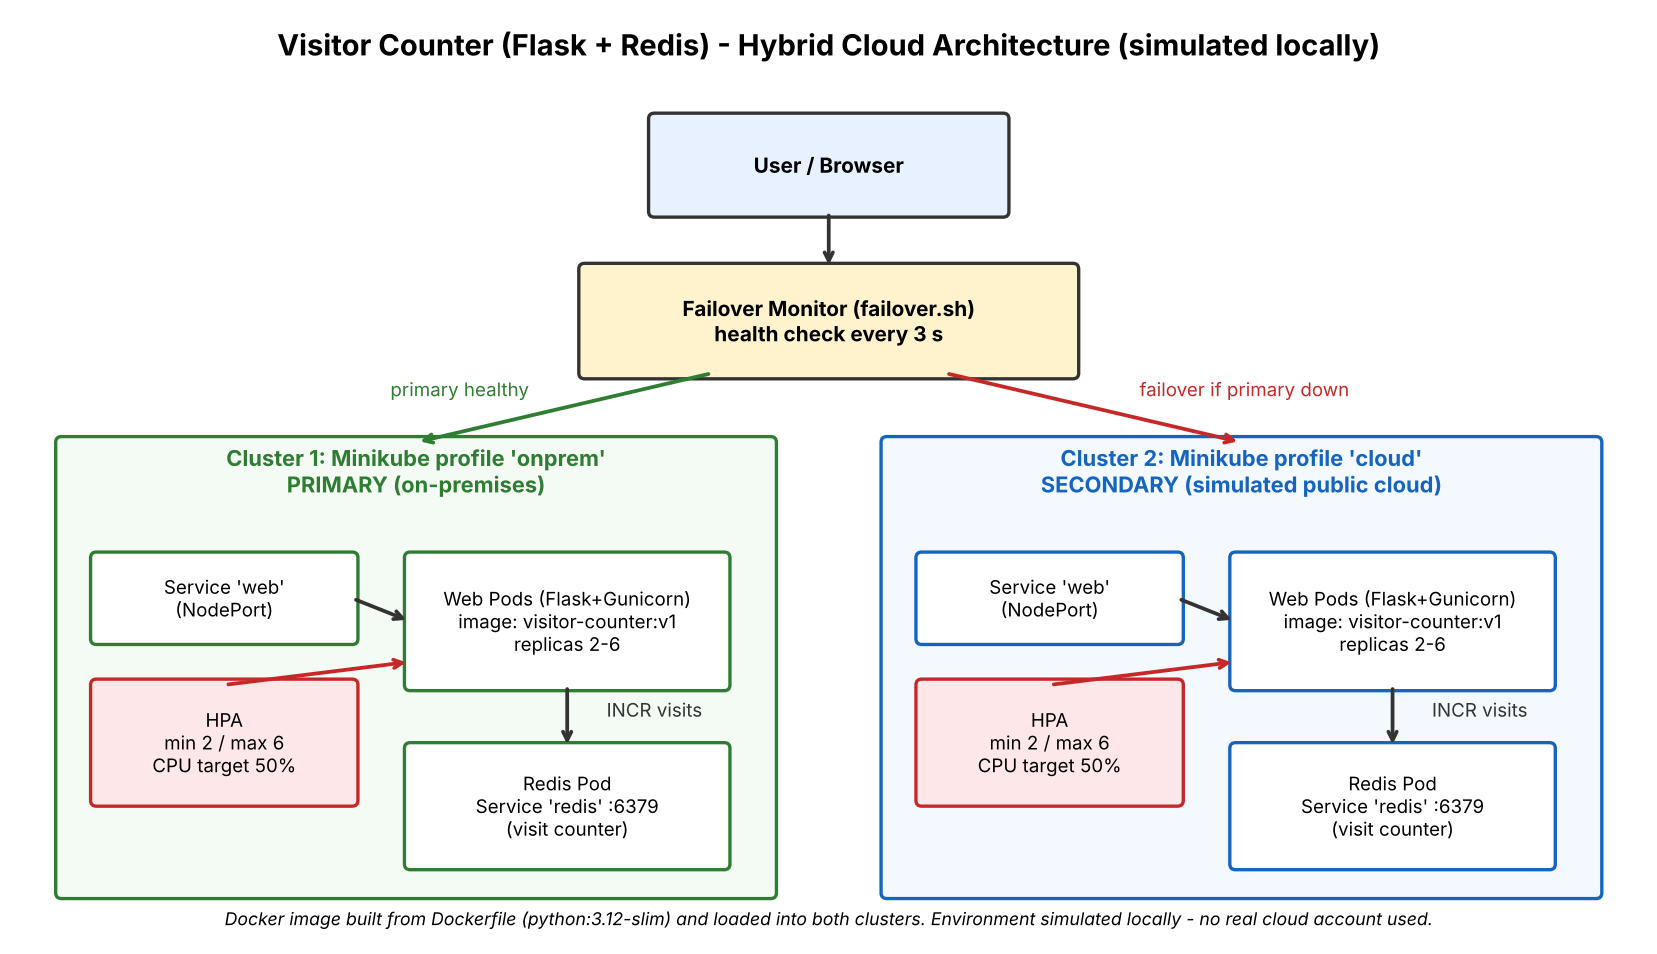 Visitor Counter (Flask + Redis) - Hybrid Cloud Architecture (simulated locally)
User / Browser
Failover Monitor (failover.sh)
health check every 3 s
primary healthy
failover if primary down
Cluster 1: Minikube profile 'onprem'
PRIMARY (on-premises)
Service 'web'
(NodePort)
Web Pods (Flask+Gunicorn)
image: visitor-counter:v1
replicas 2-6
HPA
min 2 / max 6
CPU target 50%
INCR visits
Redis Pod
Service 'redis' :6379
(visit counter)
Cluster 2: Minikube profile 'cloud'
SECONDARY (simulated public cloud)
Service 'web'
(NodePort)
Web Pods (Flask+Gunicorn)
image: visitor-counter:v1
replicas 2-6
HPA
min 2 / max 6
CPU target 50%
INCR visits
Redis Pod
Service 'redis' :6379
(visit counter)
Docker image built from Dockerfile (python:3.12-slim) and loaded into both clusters. Environment simulated locally - no real cloud account used.